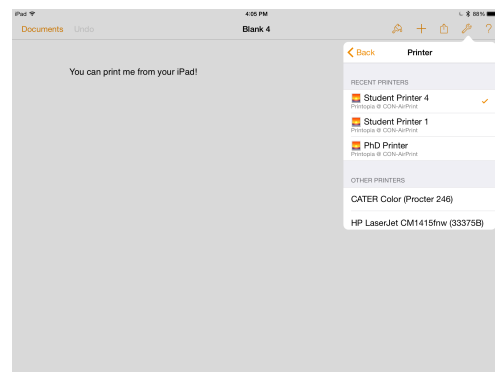 iPad 4:05 PM 88%
Documents Undo Blank 4 ?
Back Printer
You can print me from your iPad!
RECENT PRINTERS
Student Printer 4
Printopia @ CON-AirPrint
Student Printer 1
Printopia @ CON-AirPrint
PhD Printer
Printopia @ CON-AirPrint
OTHER PRINTERS
CATER Color (Procter 246)
HP LaserJet CM1415fnw (33375B)